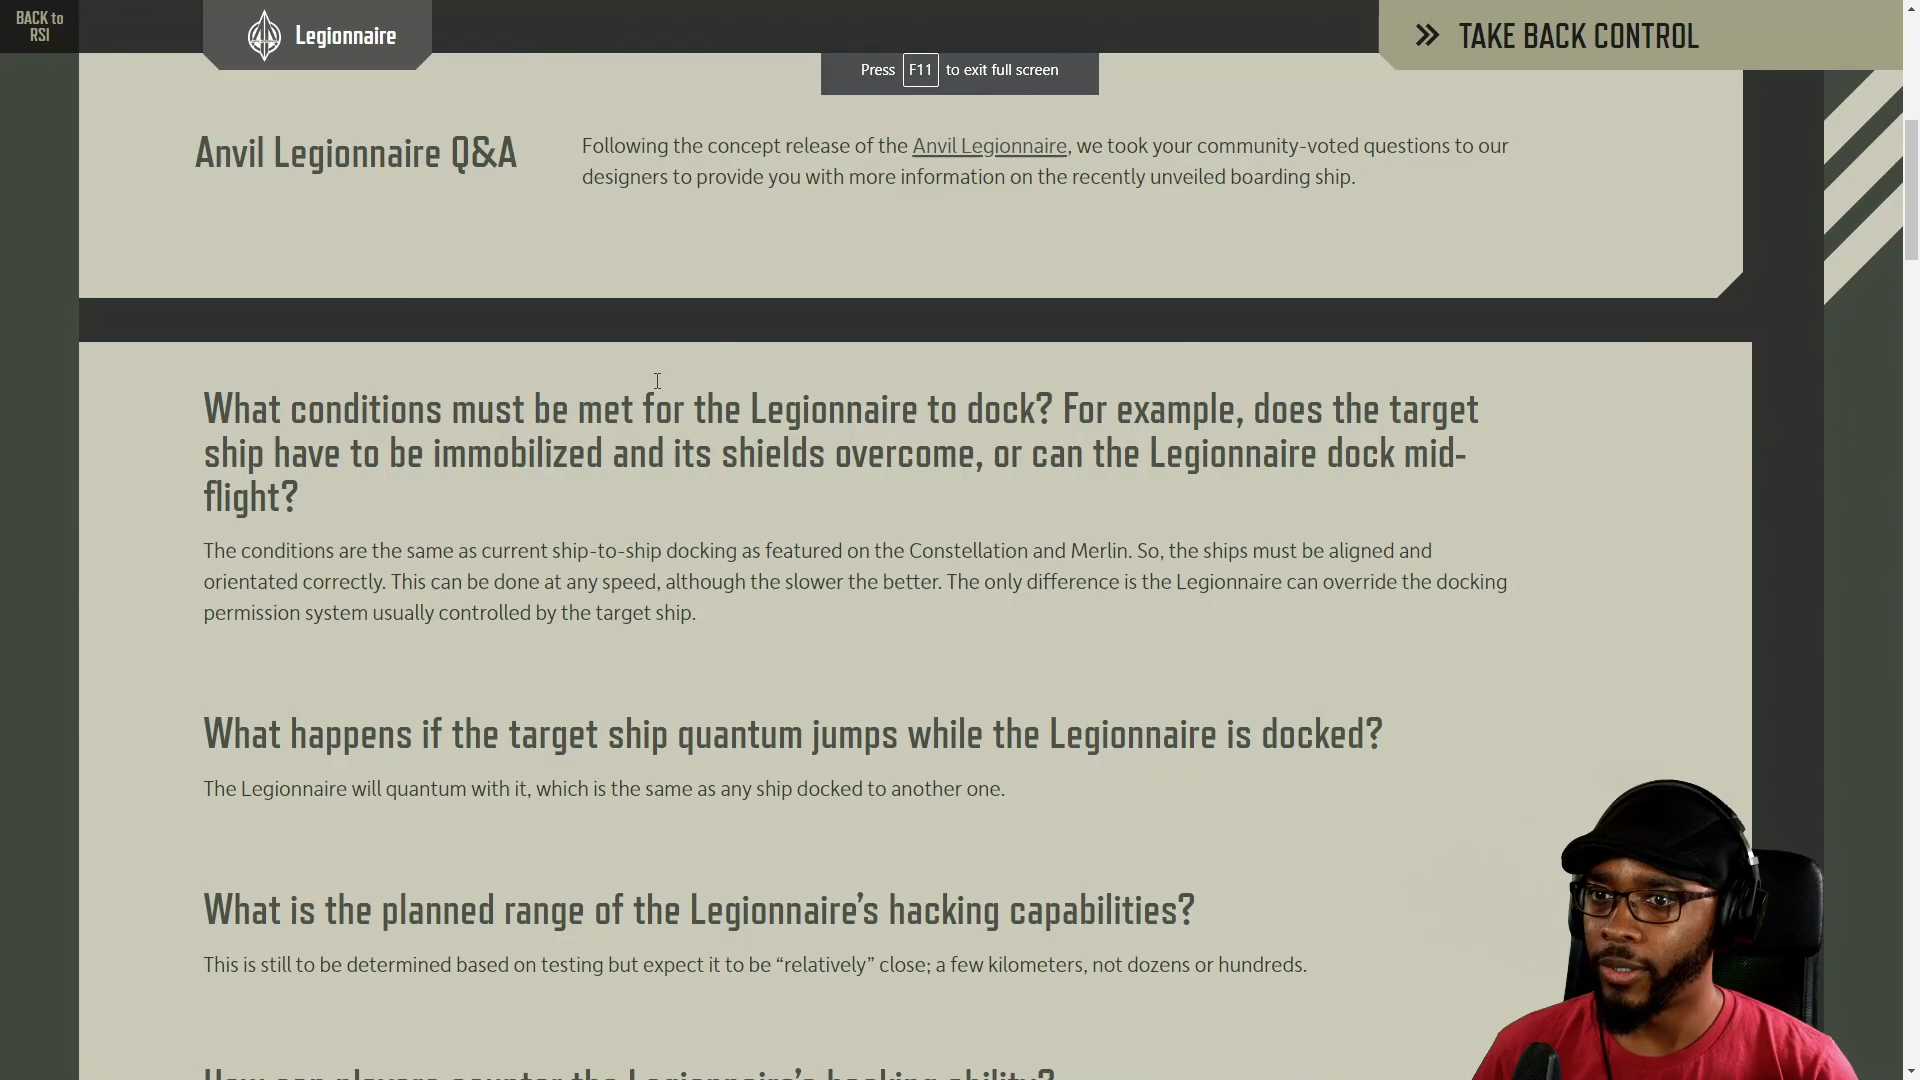 BACK to
RSI
Legionnaire
TAKE BACK CONTROL
Press F11 to exit full screen
Anvil Legionnaire Q&A
Following the concept release of the Anvil Legionnaire, we took your community-voted questions to our
designers to provide you with more information on the recently unveiled boarding ship.
What conditions must be met for the Legionnaire to dock? For example, does the target
ship have to be immobilized and its shields overcome, or can the Legionnaire dock mid-
flight?
The conditions are the same as current ship-to-ship docking as featured on the Constellation and Merlin. So, the ships must be aligned and
orientated correctly. This can be done at any speed, although the slower the better. The only difference is the Legionnaire can override the docking
permission system usually controlled by the target ship.
What happens if the target ship quantum jumps while the Legionnaire is docked?
The Legionnaire will quantum with it, which is the same as any ship docked to another one.
What is the planned range of the Legionnaire's hacking capabilities?
This is still to be determined based on testing but expect it to be “relatively” close; a few kilometers, not dozens or hundreds.
How can players counter the Legionnaire's hacking ability?